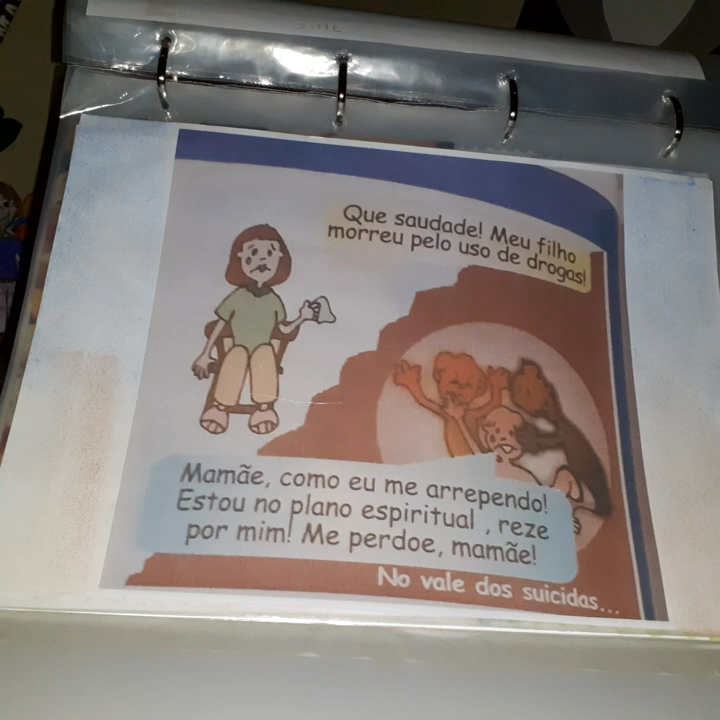 Que saudade! Meu filho
morreu pelo uso de drogas!
Mamãe, como eu me arrependo!
Estou no plano espiritual , reze
por mim! Me perdoe, mamãe!
No vale dos suicidas...